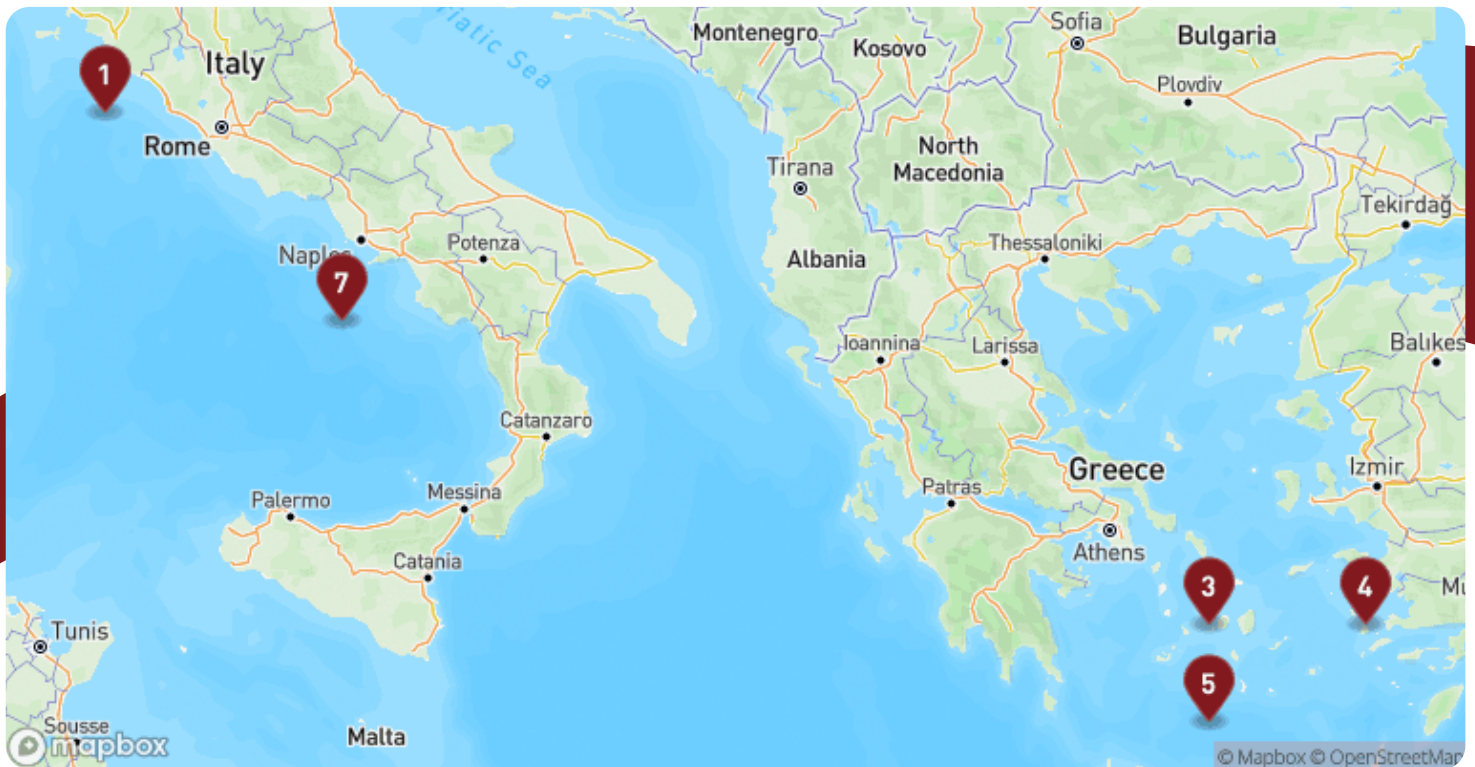 Montenegro
Sofia
Bulgaria
Kosovo
1
Italy
riatic Sea
Plovdiv
Rome
North
Macedonia
Tirana
Tekirdağ
Naples
Potenza
Thessaloniki
Albania
7
Ioannina
Larissa
Balıkes
Catanzaro
Greece
Izmir
Palermo
Messina
Patras
Athens
Catania
3
4
Mu
Tunis
5
Sousse
Malta
mapbox
© Mapbox © OpenStreetMap